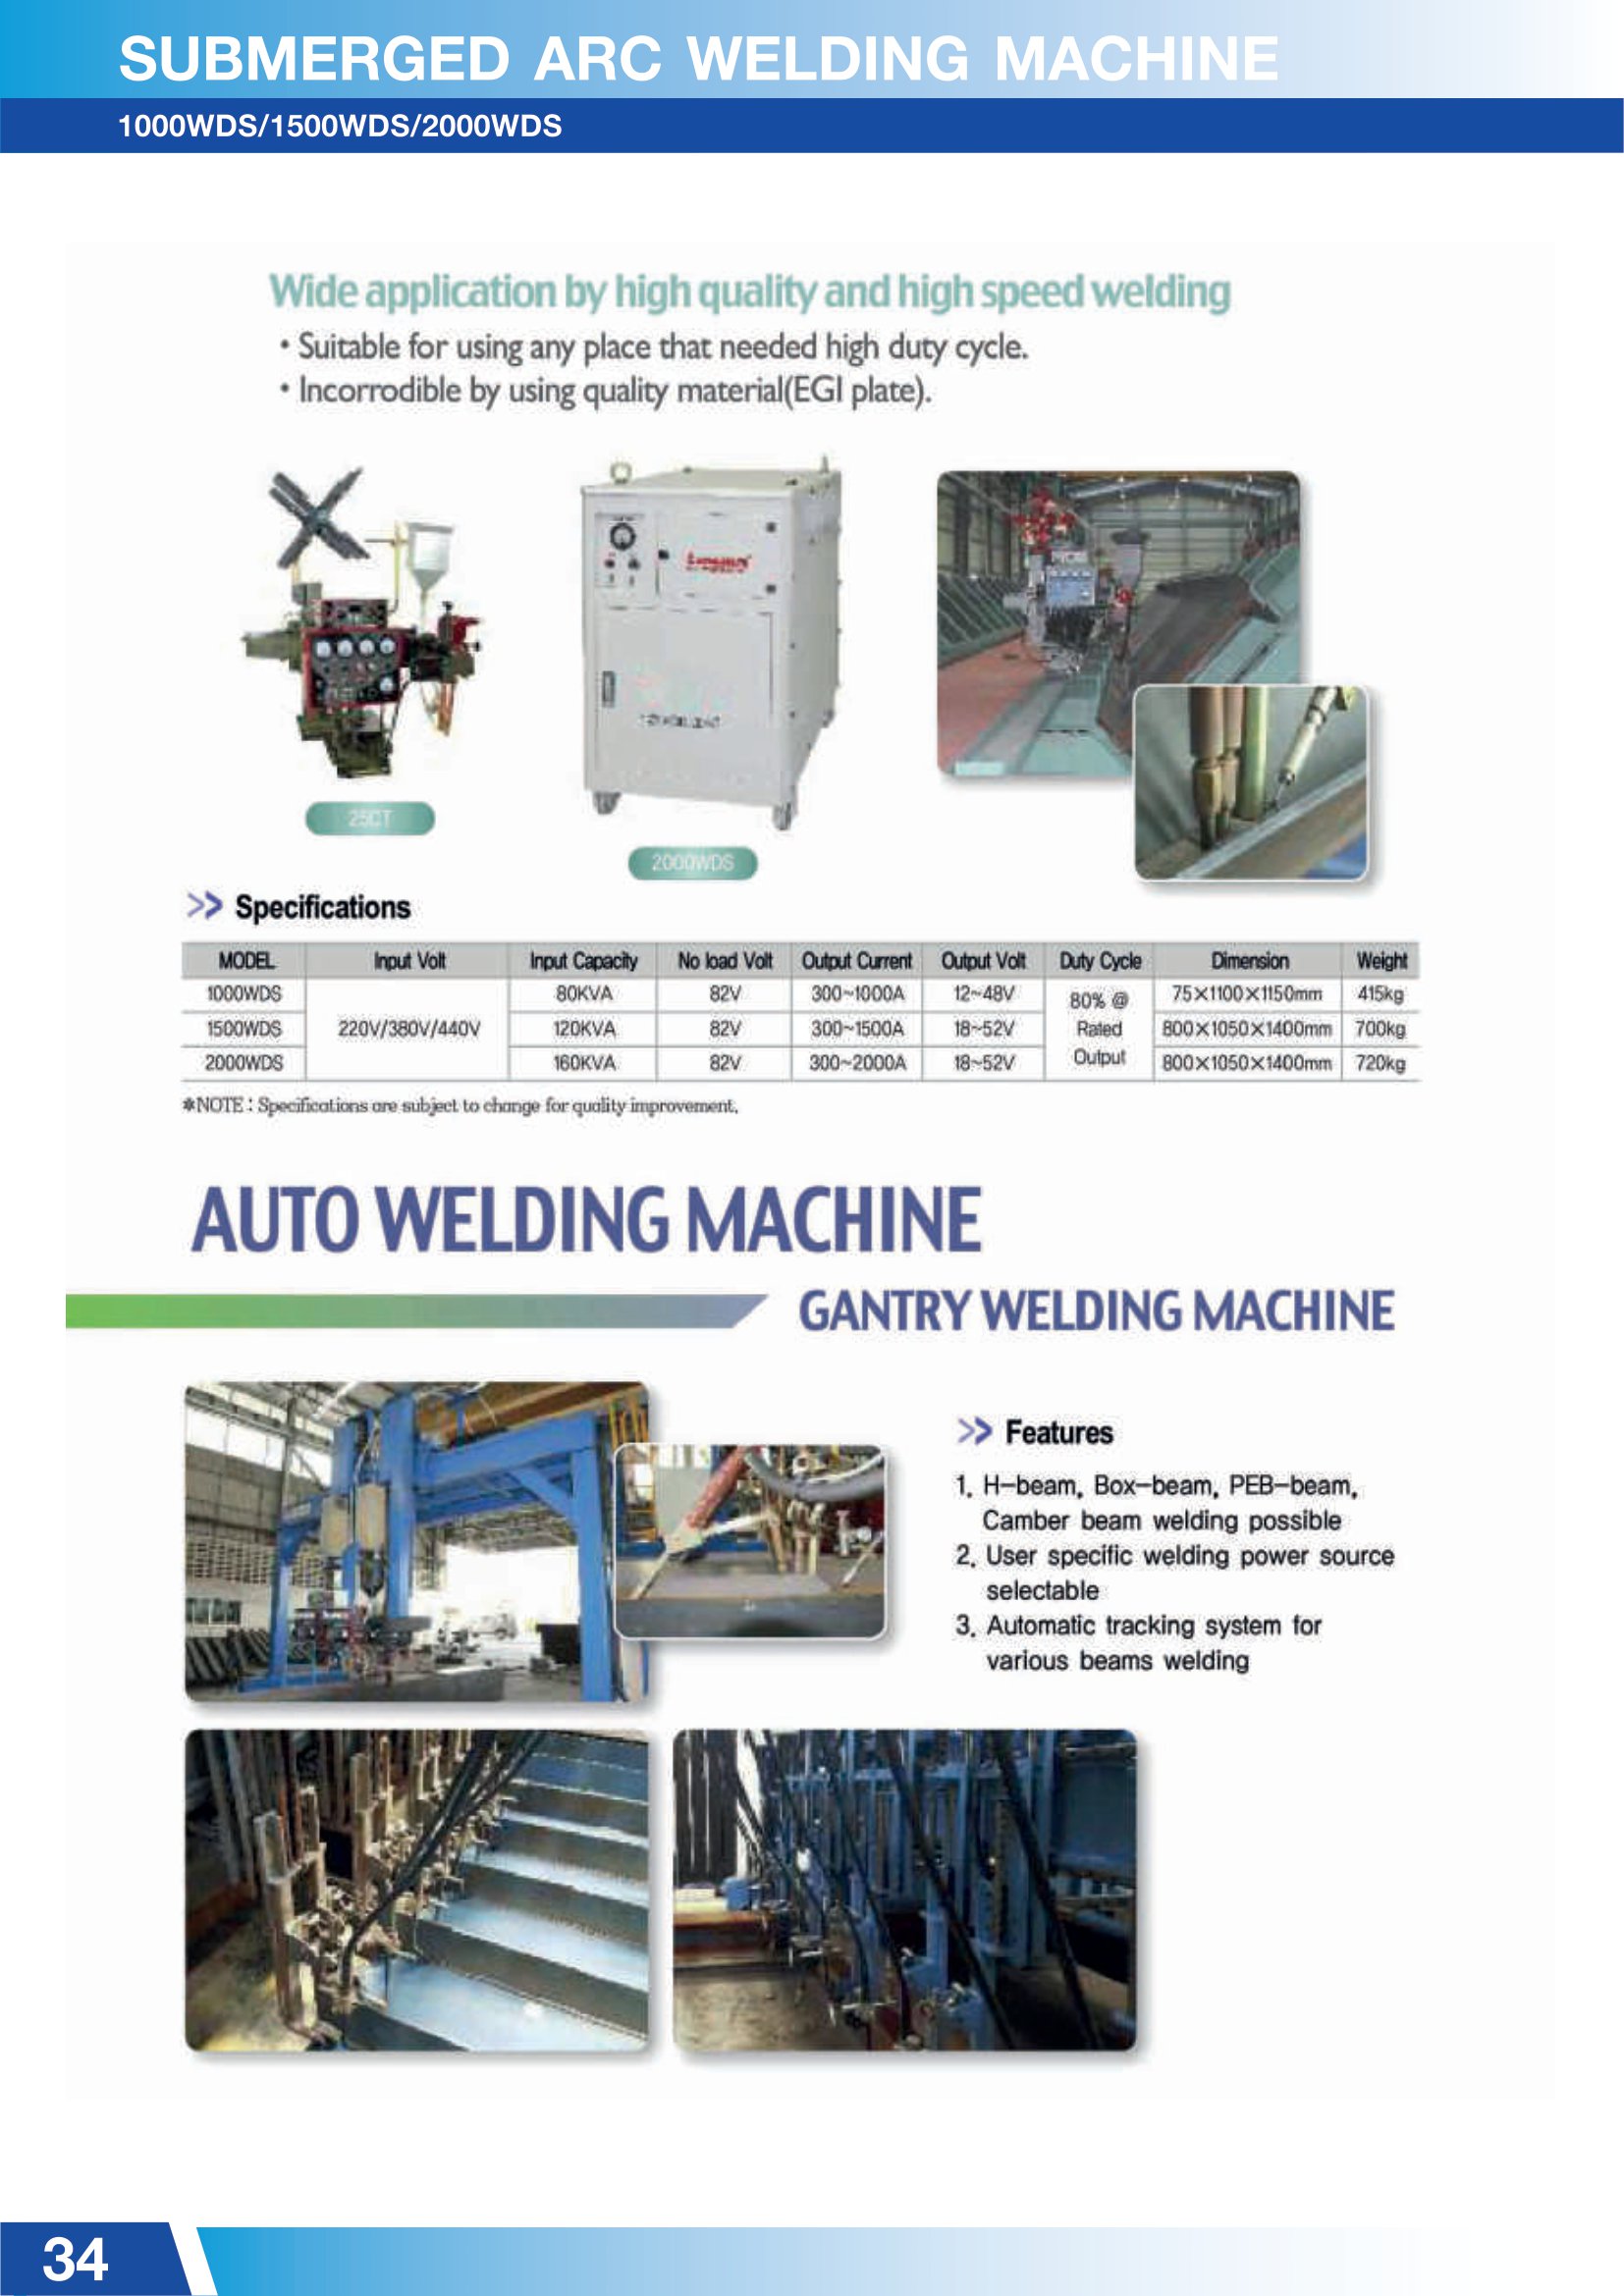 SUBMERGED ARC WELDING MACHINE
1000WDS/1500WDS/2000WDS
Wide application by high quality and high speed welding
• Suitable for using any place that needed high duty cycle.
• Incorrodible by using quality material(EGI plate).
25CT
2000WDS
>> Specifications
MODEL Input Volt Input Capacity No load Volt Output Current Output Volt Duty Cycle Dimension Weight
1000WDS 220V/380V/440V 80KVA 82V 300~1000A 12~48V 80% @ Rated Output 75×1100×1150mm 415kg
1500WDS 120KVA 82V 300~1500A 18~52V 800×1050×1400mm 700kg
2000WDS 160KVA 82V 300~2000A 18~52V 800×1050×1400mm 720kg
*NOTE : Specifications are subject to change for quality improvement.
AUTO WELDING MACHINE
GANTRY WELDING MACHINE
>> Features
1. H-beam, Box-beam, PEB-beam,
Camber beam welding possible
2. User specific welding power source
selectable
3. Automatic tracking system for
various beams welding
34